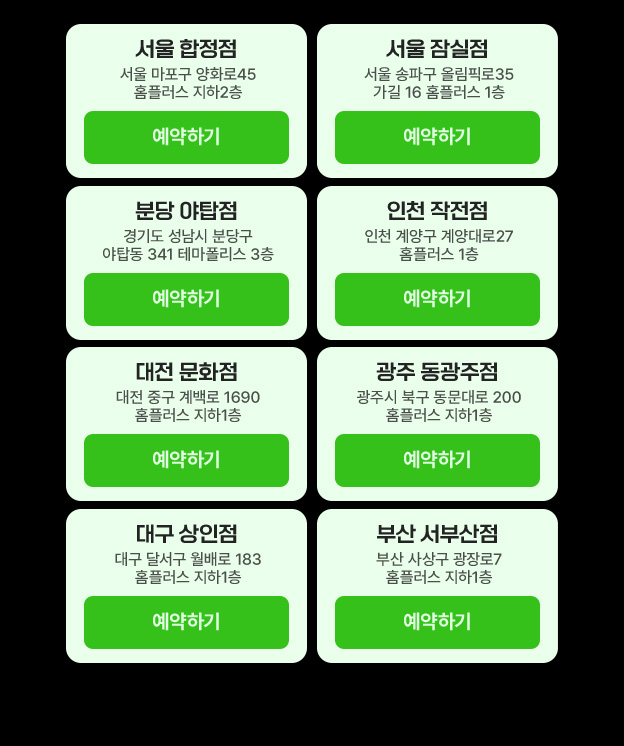 서울 합정점
서울 마포구 양화로45
홈플러스 지하2층
예약하기
서울 잠실점
서울 송파구 올림픽로35
가길 16 홈플러스 1층
예약하기
분당 야탑점
경기도 성남시 분당구
야탑동 341 테마폴리스 3층
예약하기
인천 작전점
인천 계양구 계양대로27
홈플러스 1층
예약하기
대전 문화점
대전 중구 계백로 1690
홈플러스 지하1층
예약하기
광주 동광주점
광주시 북구 동문대로 200
홈플러스 지하1층
예약하기
대구 상인점
대구 달서구 월배로 183
홈플러스 지하1층
예약하기
부산 서부산점
부산 사상구 광장로7
홈플러스 지하1층
예약하기